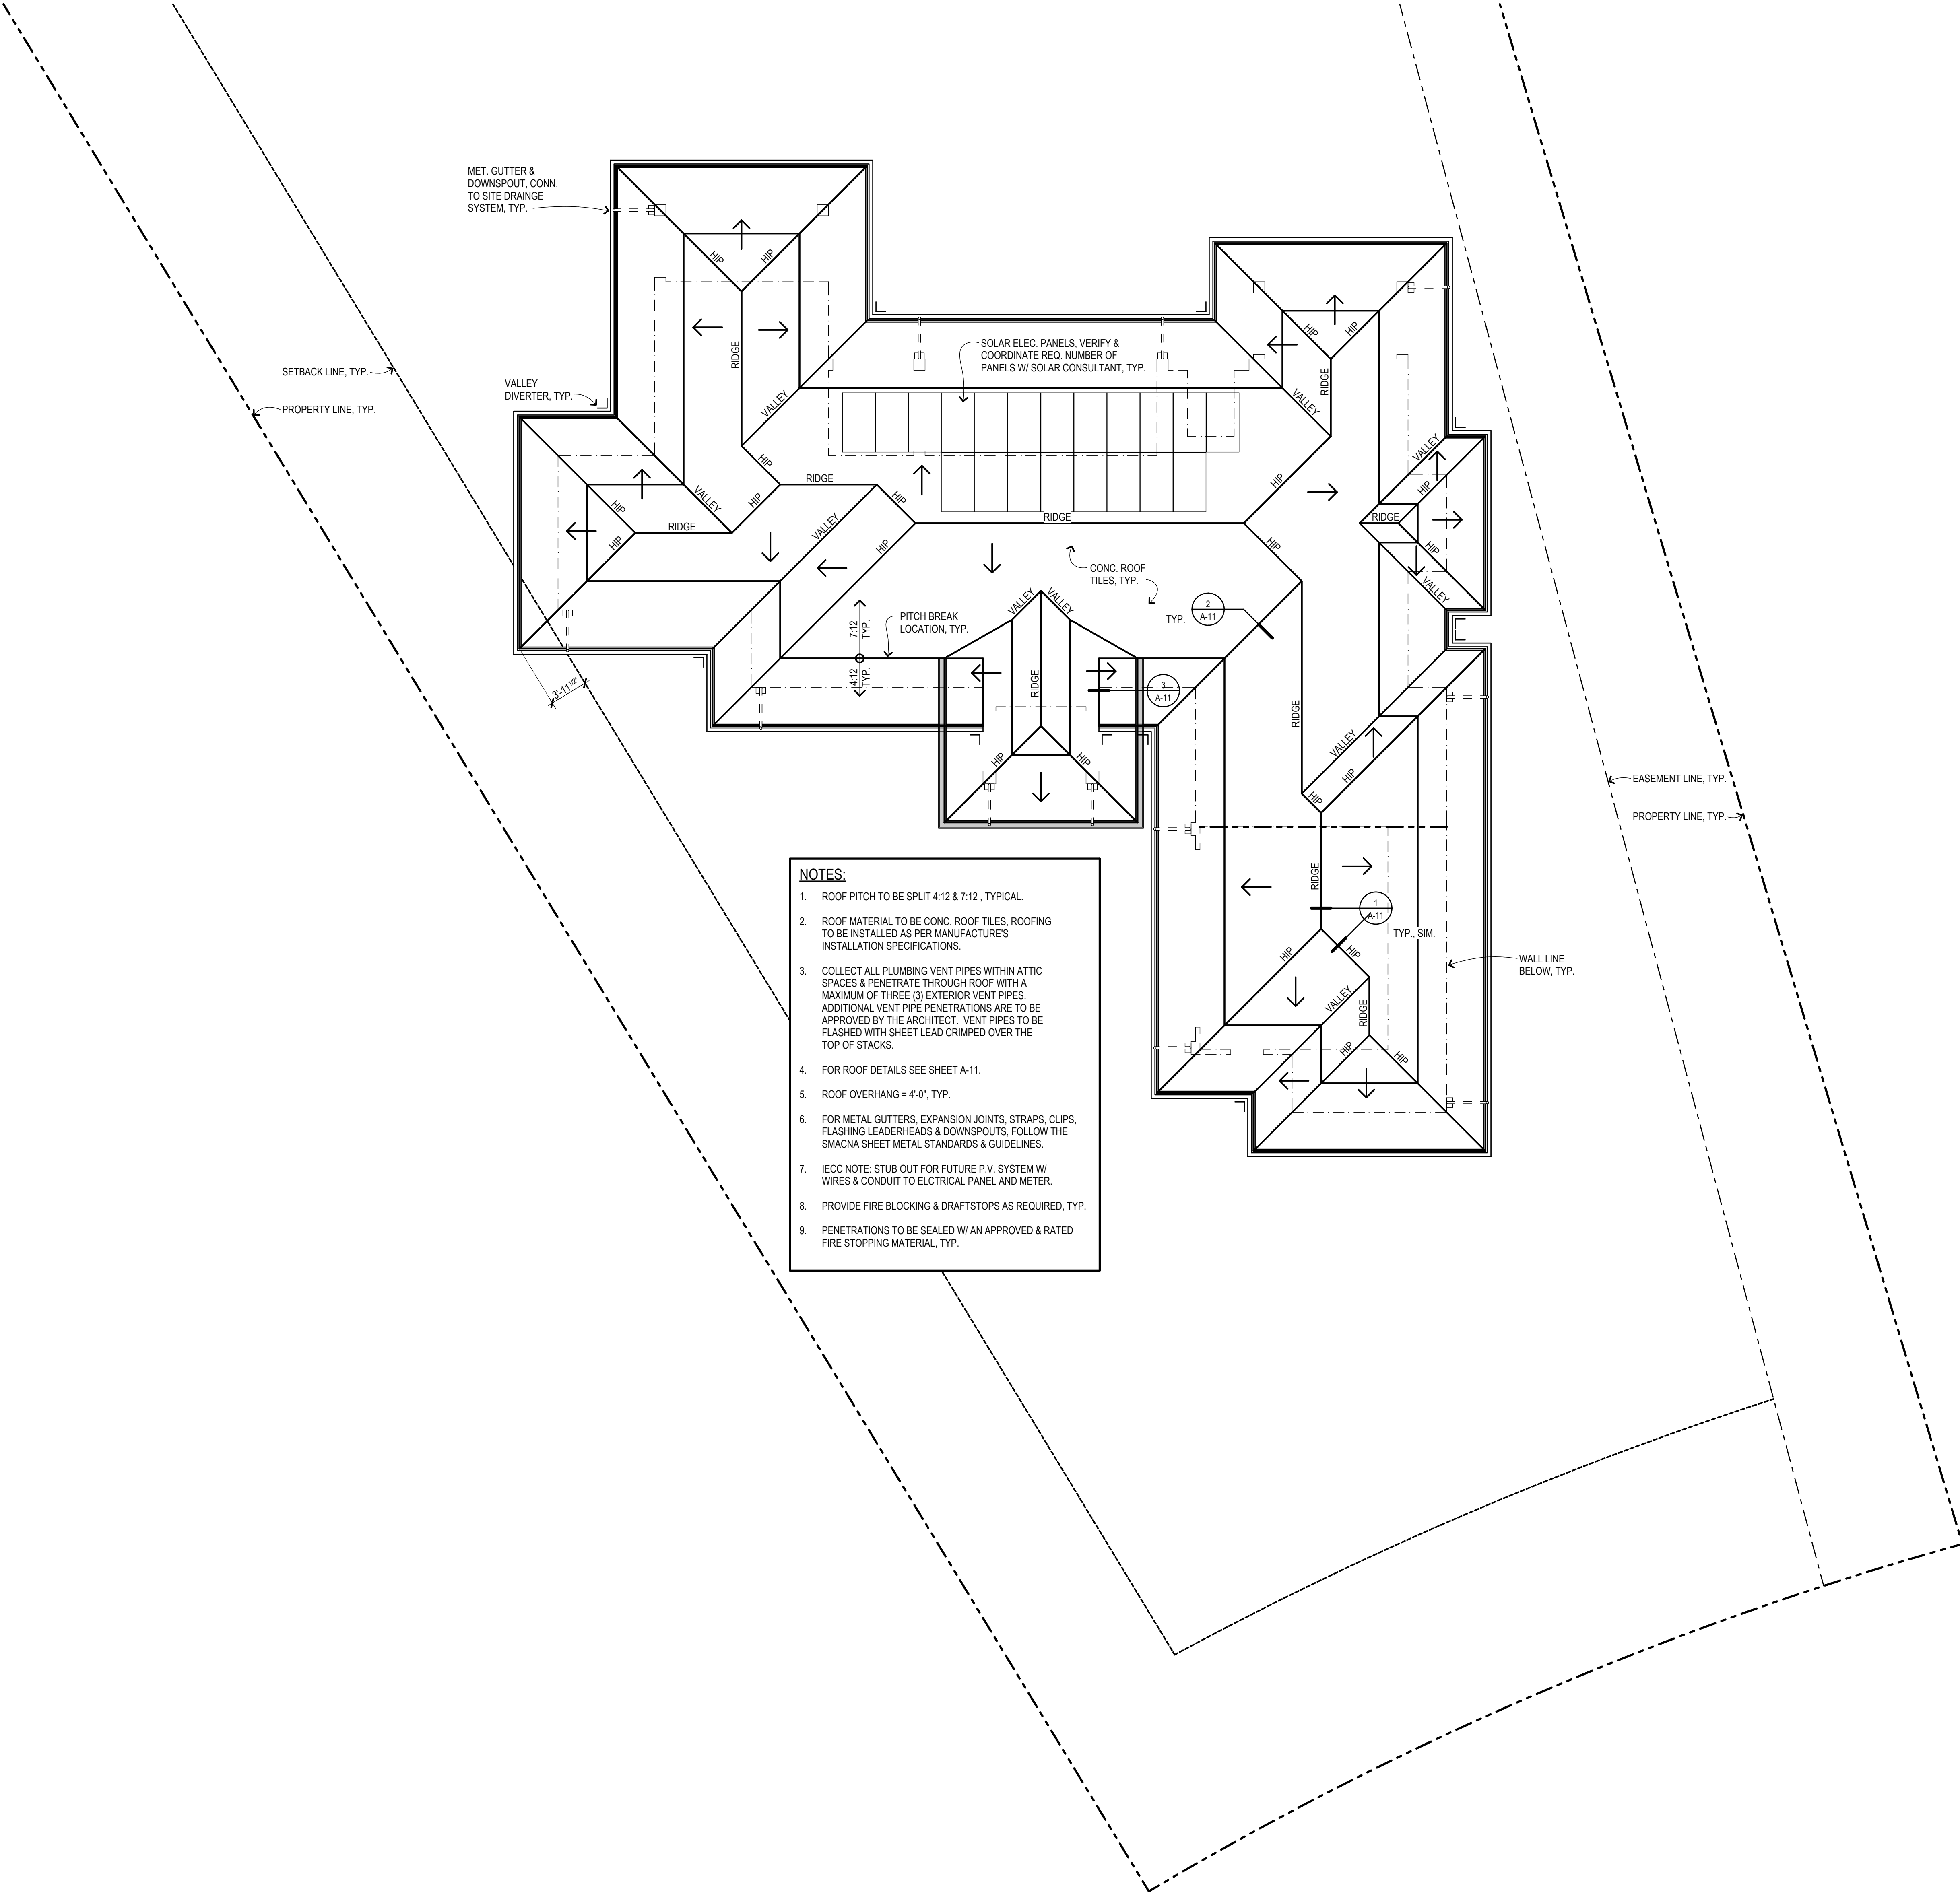 MET. GUTTER &
DOWNSPOUT, CONN.
TO SITE DRAINGE
SYSTEM, TYP.
SETBACK LINE, TYP.
PROPERTY LINE, TYP.
VALLEY
DIVERTER, TYP.
SOLAR ELEC. PANELS, VERIFY &
COORDINATE REQ. NUMBER OF
PANELS W/ SOLAR CONSULTANT, TYP.
HIP
HIP
RIDGE
VALLEY
HIP
RIDGE
HIP
HIP
VALLEY
HIP
RIDGE
HIP
VALLEY
HIP
RIDGE
HIP
HIP
RIDGE
VALLEY
HIP
HIP
VALLEY
HIP
RIDGE
HIP
VALLEY
CONC. ROOF
TILES, TYP.
2
A-11
TYP.
7:12
TYP.
4:12
TYP.
PITCH BREAK
LOCATION, TYP.
VALLEY
VALLEY
RIDGE
HIP
HIP
3
A-11
3'-11 1/2"
RIDGE
VALLEY
HIP
HIP
RIDGE
1
A-11
TYP., SIM.
HIP
HIP
VALLEY
RIDGE
HIP
HIP
EASEMENT LINE, TYP.
PROPERTY LINE, TYP.
WALL LINE
BELOW, TYP.
NOTES:
1. ROOF PITCH TO BE SPLIT 4:12 & 7:12 , TYPICAL.
2. ROOF MATERIAL TO BE CONC. ROOF TILES, ROOFING
TO BE INSTALLED AS PER MANUFACTURE'S
INSTALLATION SPECIFICATIONS.
3. COLLECT ALL PLUMBING VENT PIPES WITHIN ATTIC
SPACES & PENETRATE THROUGH ROOF WITH A
MAXIMUM OF THREE (3) EXTERIOR VENT PIPES.
ADDITIONAL VENT PIPE PENETRATIONS ARE TO BE
APPROVED BY THE ARCHITECT. VENT PIPES TO BE
FLASHED WITH SHEET LEAD CRIMPED OVER THE
TOP OF STACKS.
4. FOR ROOF DETAILS SEE SHEET A-11.
5. ROOF OVERHANG = 4'-0", TYP.
6. FOR METAL GUTTERS, EXPANSION JOINTS, STRAPS, CLIPS,
FLASHING LEADERHEADS & DOWNSPOUTS, FOLLOW THE
SMACNA SHEET METAL STANDARDS & GUIDELINES.
7. IECC NOTE: STUB OUT FOR FUTURE P.V. SYSTEM W/
WIRES & CONDUIT TO ELCTRICAL PANEL AND METER.
8. PROVIDE FIRE BLOCKING & DRAFTSTOPS AS REQUIRED, TYP.
9. PENETRATIONS TO BE SEALED W/ AN APPROVED & RATED
FIRE STOPPING MATERIAL, TYP.